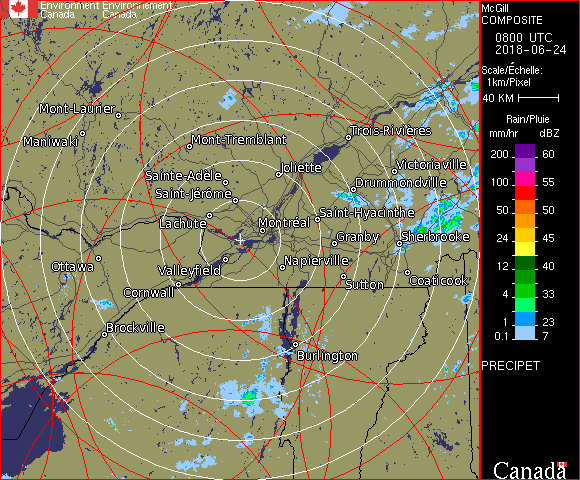 Environment Environnement
Canada Canada
McGill
COMPOSITE
0800 UTC
2018-06-24
Scale/Échelle:
1km/Pixel
40 KM
Rain/Pluie
mm/hr dBZ
200 60
100 55
50 50
24 45
12 40
4 33
1 23
0.1 7
PRECIPET
Canada
Mont-Laurier
Maniwaki
Mont-Tremblant
Trois-Rivières
Joliette
Victoriaville
Sainte-Adèle
Drummondville
Saint-Jérôme
Lachute
Saint-Hyacinthe
Montréal
Granby
Sherbrooke
Ottawa
Valleyfield
Napierville
Cornwall
Sutton
Coaticook
Brockville
Burlington